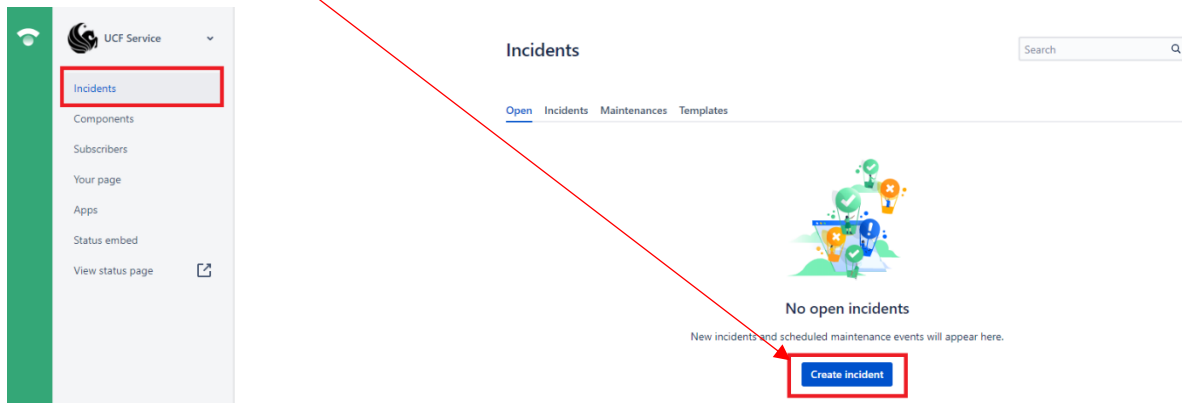 UCF Service
Incidents
Components
Subscribers
Your page
Apps
Status embed
View status page
Incidents
Search
Open Incidents Maintenances Templates
No open incidents
New incidents and scheduled maintenance events will appear here.
Create incident